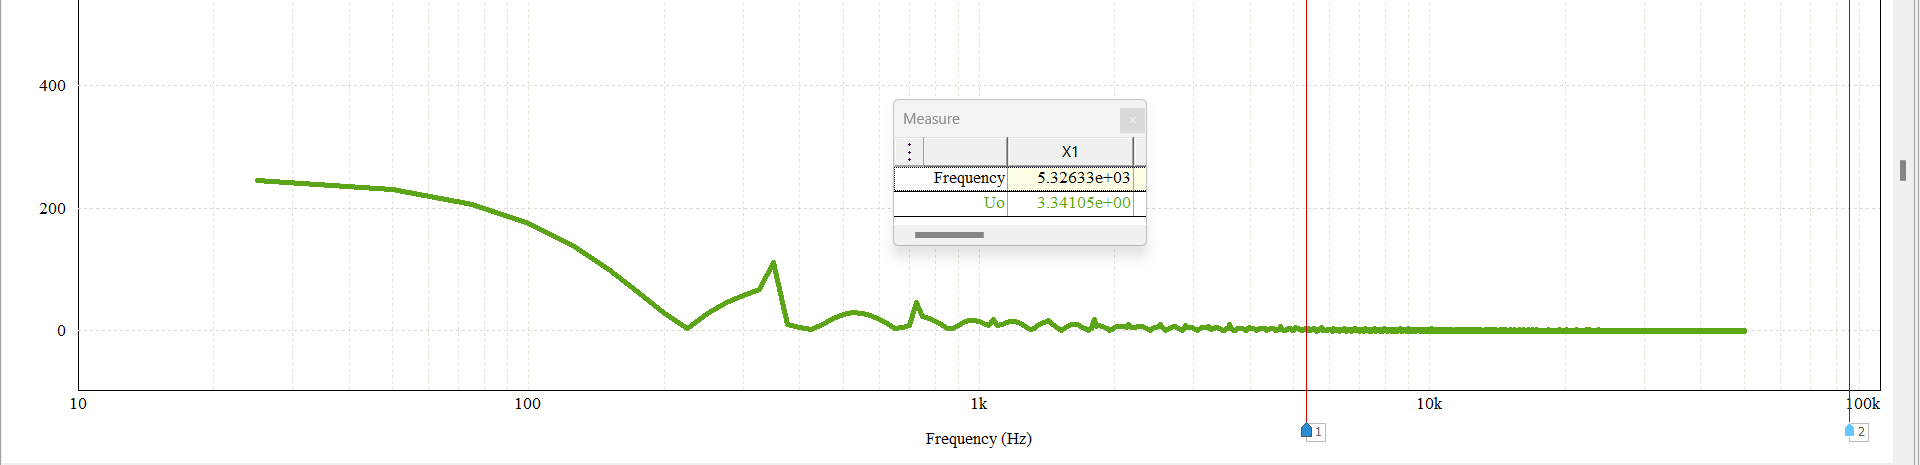 400
200
0
10
100
1k
10k
100k
Frequency (Hz)
Measure
X1
Frequency 5.32633e+03
Uo 3.34105e+00
1
2